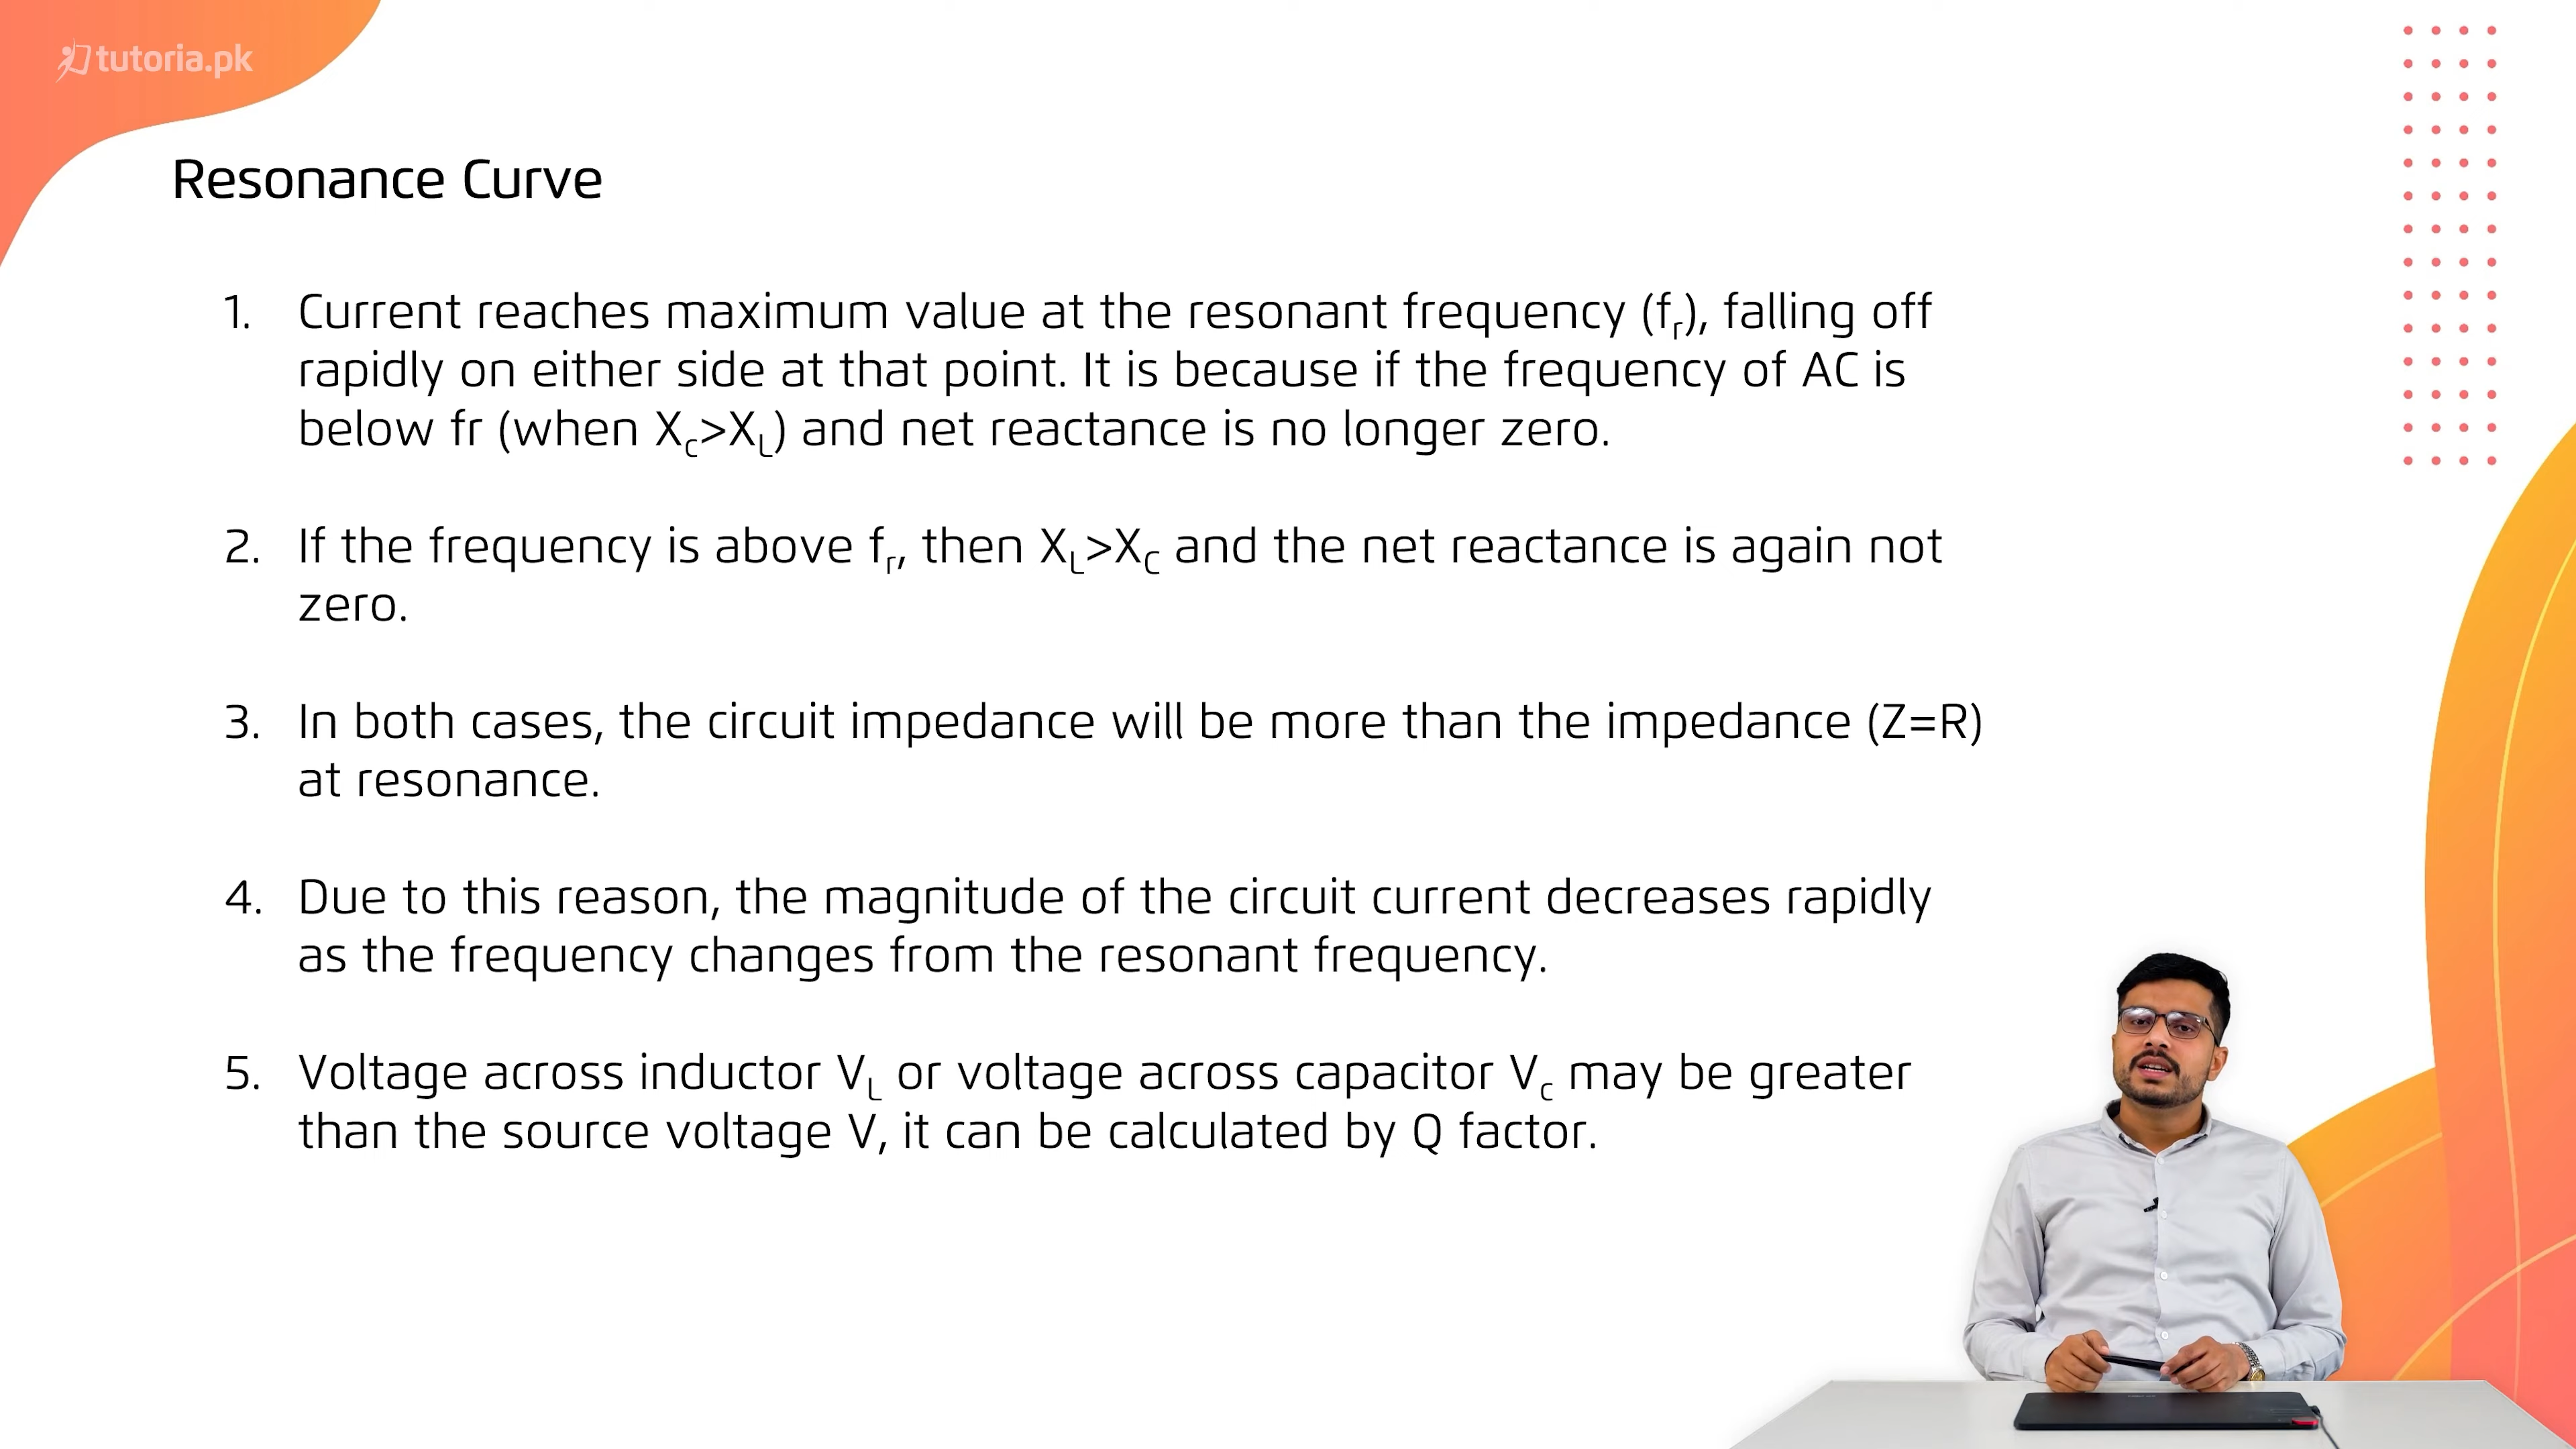 tutoria.pk
Resonance Curve
1. Current reaches maximum value at the resonant frequency (fr), falling off
rapidly on either side at that point. It is because if the frequency of AC is
below fr (when Xc>XL) and net reactance is no longer zero.
2. If the frequency is above fr, then XL>XC and the net reactance is again not
zero.
3. In both cases, the circuit impedance will be more than the impedance (Z=R)
at resonance.
4. Due to this reason, the magnitude of the circuit current decreases rapidly
as the frequency changes from the resonant frequency.
5. Voltage across inductor VL or voltage across capacitor Vc may be greater
than the source voltage V, it can be calculated by Q factor.